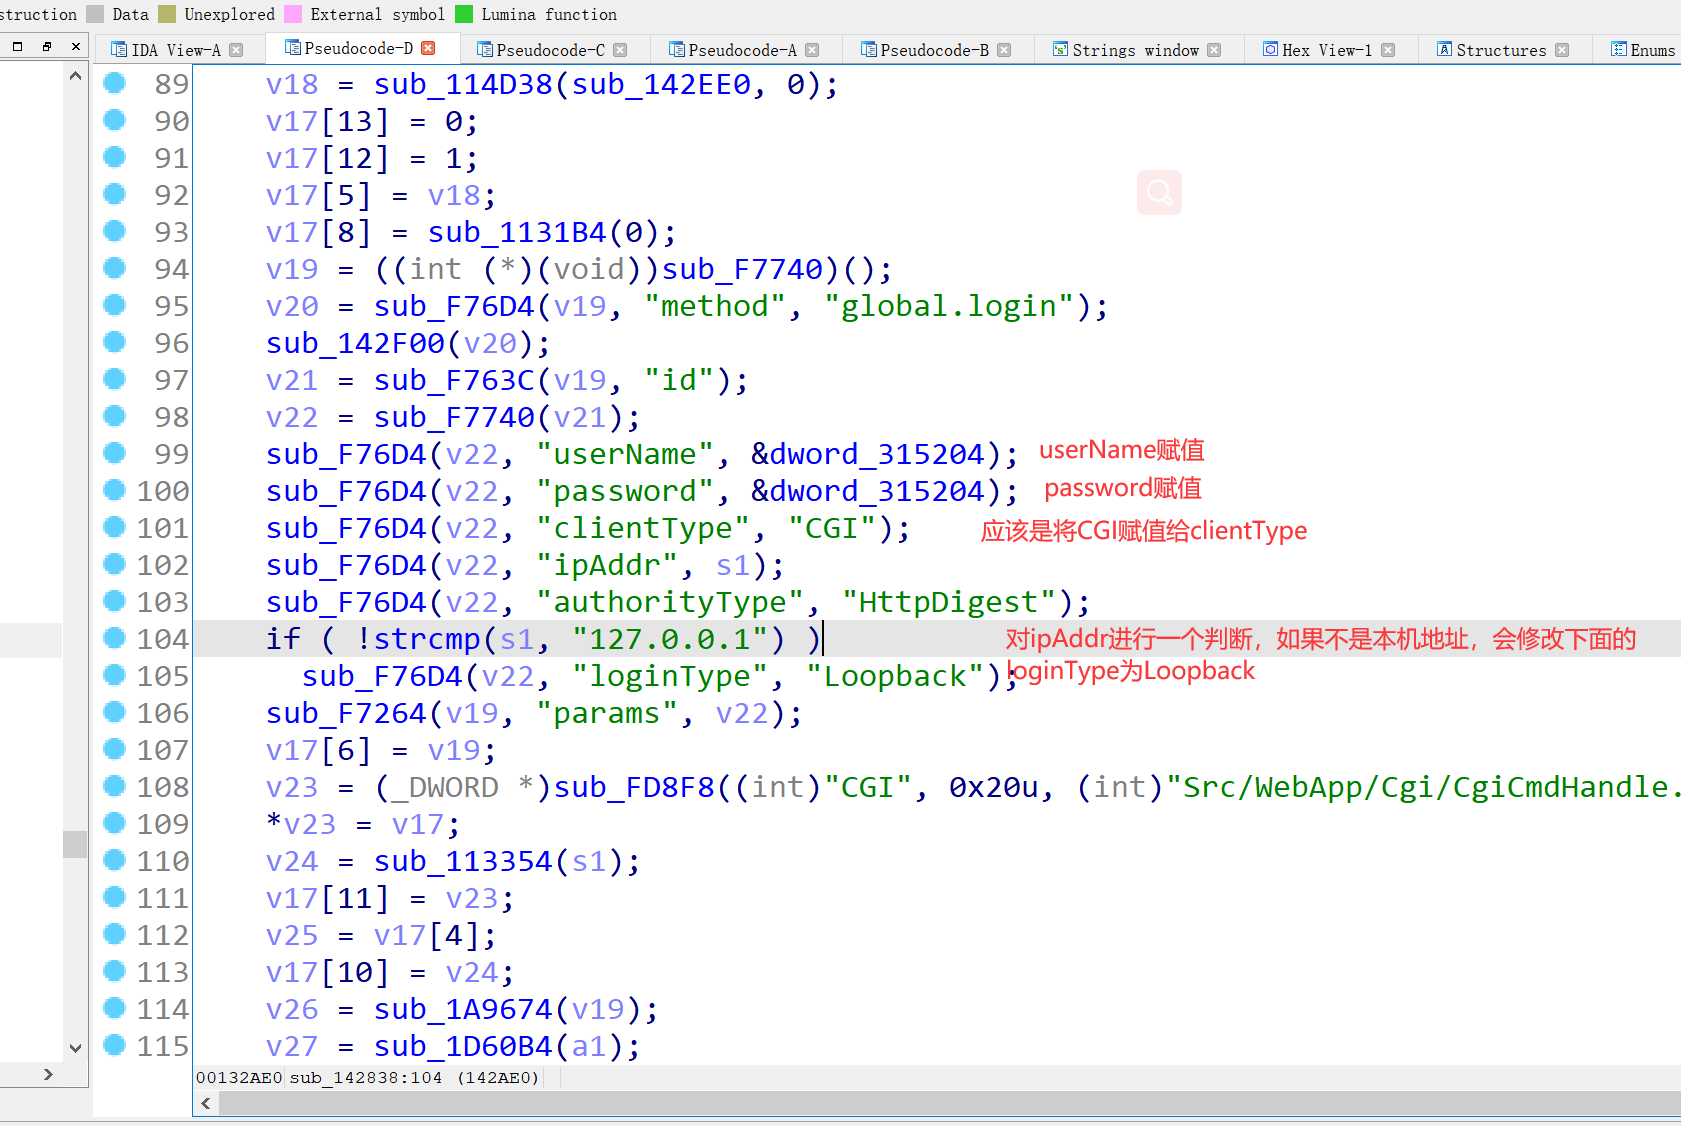 struction Data Unexplored External symbol Lumina function
IDA View-A Pseudocode-D Pseudocode-C Pseudocode-A Pseudocode-B Strings window Hex View-1 Structures Enums
89 v18 = sub_114D38(sub_142EE0, 0);
90 v17[13] = 0;
91 v17[12] = 1;
92 v17[5] = v18;
93 v17[8] = sub_1131B4(0);
94 v19 = ((int (*)(void))sub_F7740)();
95 v20 = sub_F76D4(v19, "method", "global.login");
96 sub_142F00(v20);
97 v21 = sub_F763C(v19, "id");
98 v22 = sub_F7740(v21);
99 sub_F76D4(v22, "userName", &dword_315204); userName赋值
100 sub_F76D4(v22, "password", &dword_315204); password赋值
101 sub_F76D4(v22, "clientType", "CGI"); 应该是将CGI赋值给clientType
102 sub_F76D4(v22, "ipAddr", s1);
103 sub_F76D4(v22, "authorityType", "HttpDigest");
104 if ( !strcmp(s1, "127.0.0.1") ) 对ipAddr进行一个判断，如果不是本机地址，会修改下面的
105 sub_F76D4(v22, "loginType", "Loopback"); loginType为Loopback
106 sub_F7264(v19, "params", v22);
107 v17[6] = v19;
108 v23 = (_DWORD *)sub_FD8F8((int)"CGI", 0x20u, (int)"Src/WebApp/Cgi/CgiCmdHandle.
109 *v23 = v17;
110 v24 = sub_113354(s1);
111 v17[11] = v23;
112 v25 = v17[4];
113 v17[10] = v24;
114 v26 = sub_1A9674(v19);
115 v27 = sub_1D60B4(a1);
00132AE0 sub_142838:104 (142AE0)